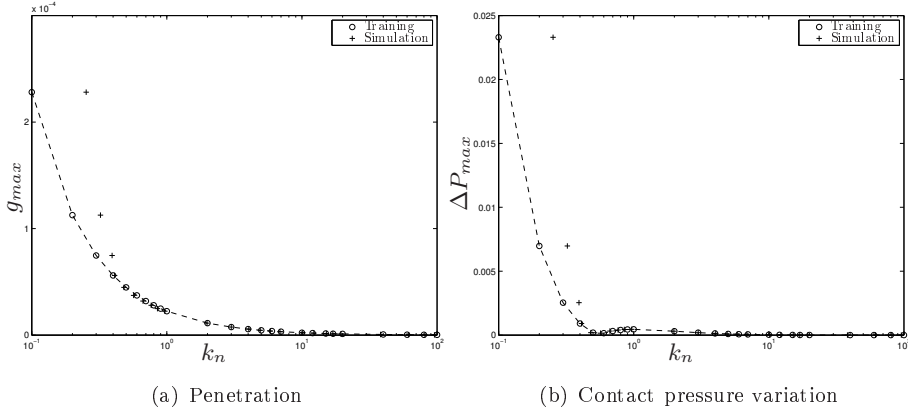 x 10⁻⁴
Training
Simulation
2
1
0
g_max
10⁻¹ 10⁰ 10¹ 10²
k_n
(a) Penetration
Training
Simulation
0.025
0.02
0.015
0.01
0.005
0
ΔP_max
10⁻¹ 10⁰ 10¹ 10²
k_n
(b) Contact pressure variation